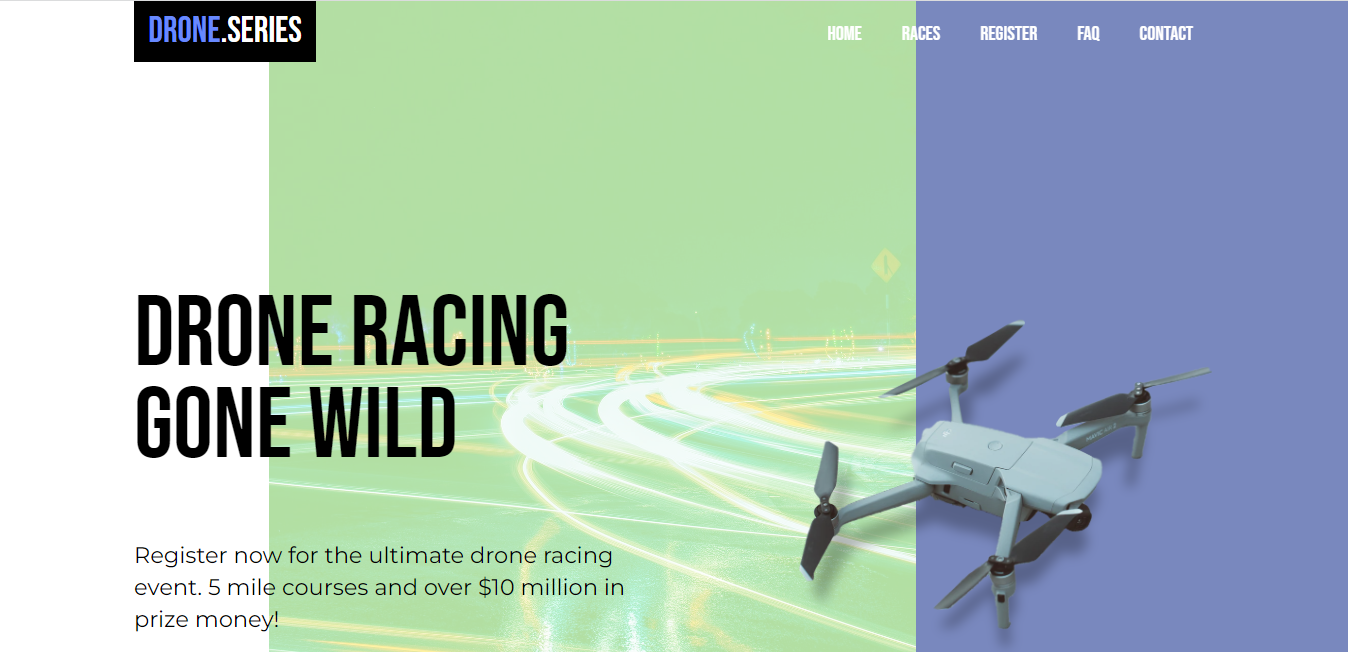 DRONE.SERIES
HOME RACES REGISTER FAQ CONTACT
DRONE RACING
GONE WILD
Register now for the ultimate drone racing
event. 5 mile courses and over $10 million in
prize money!